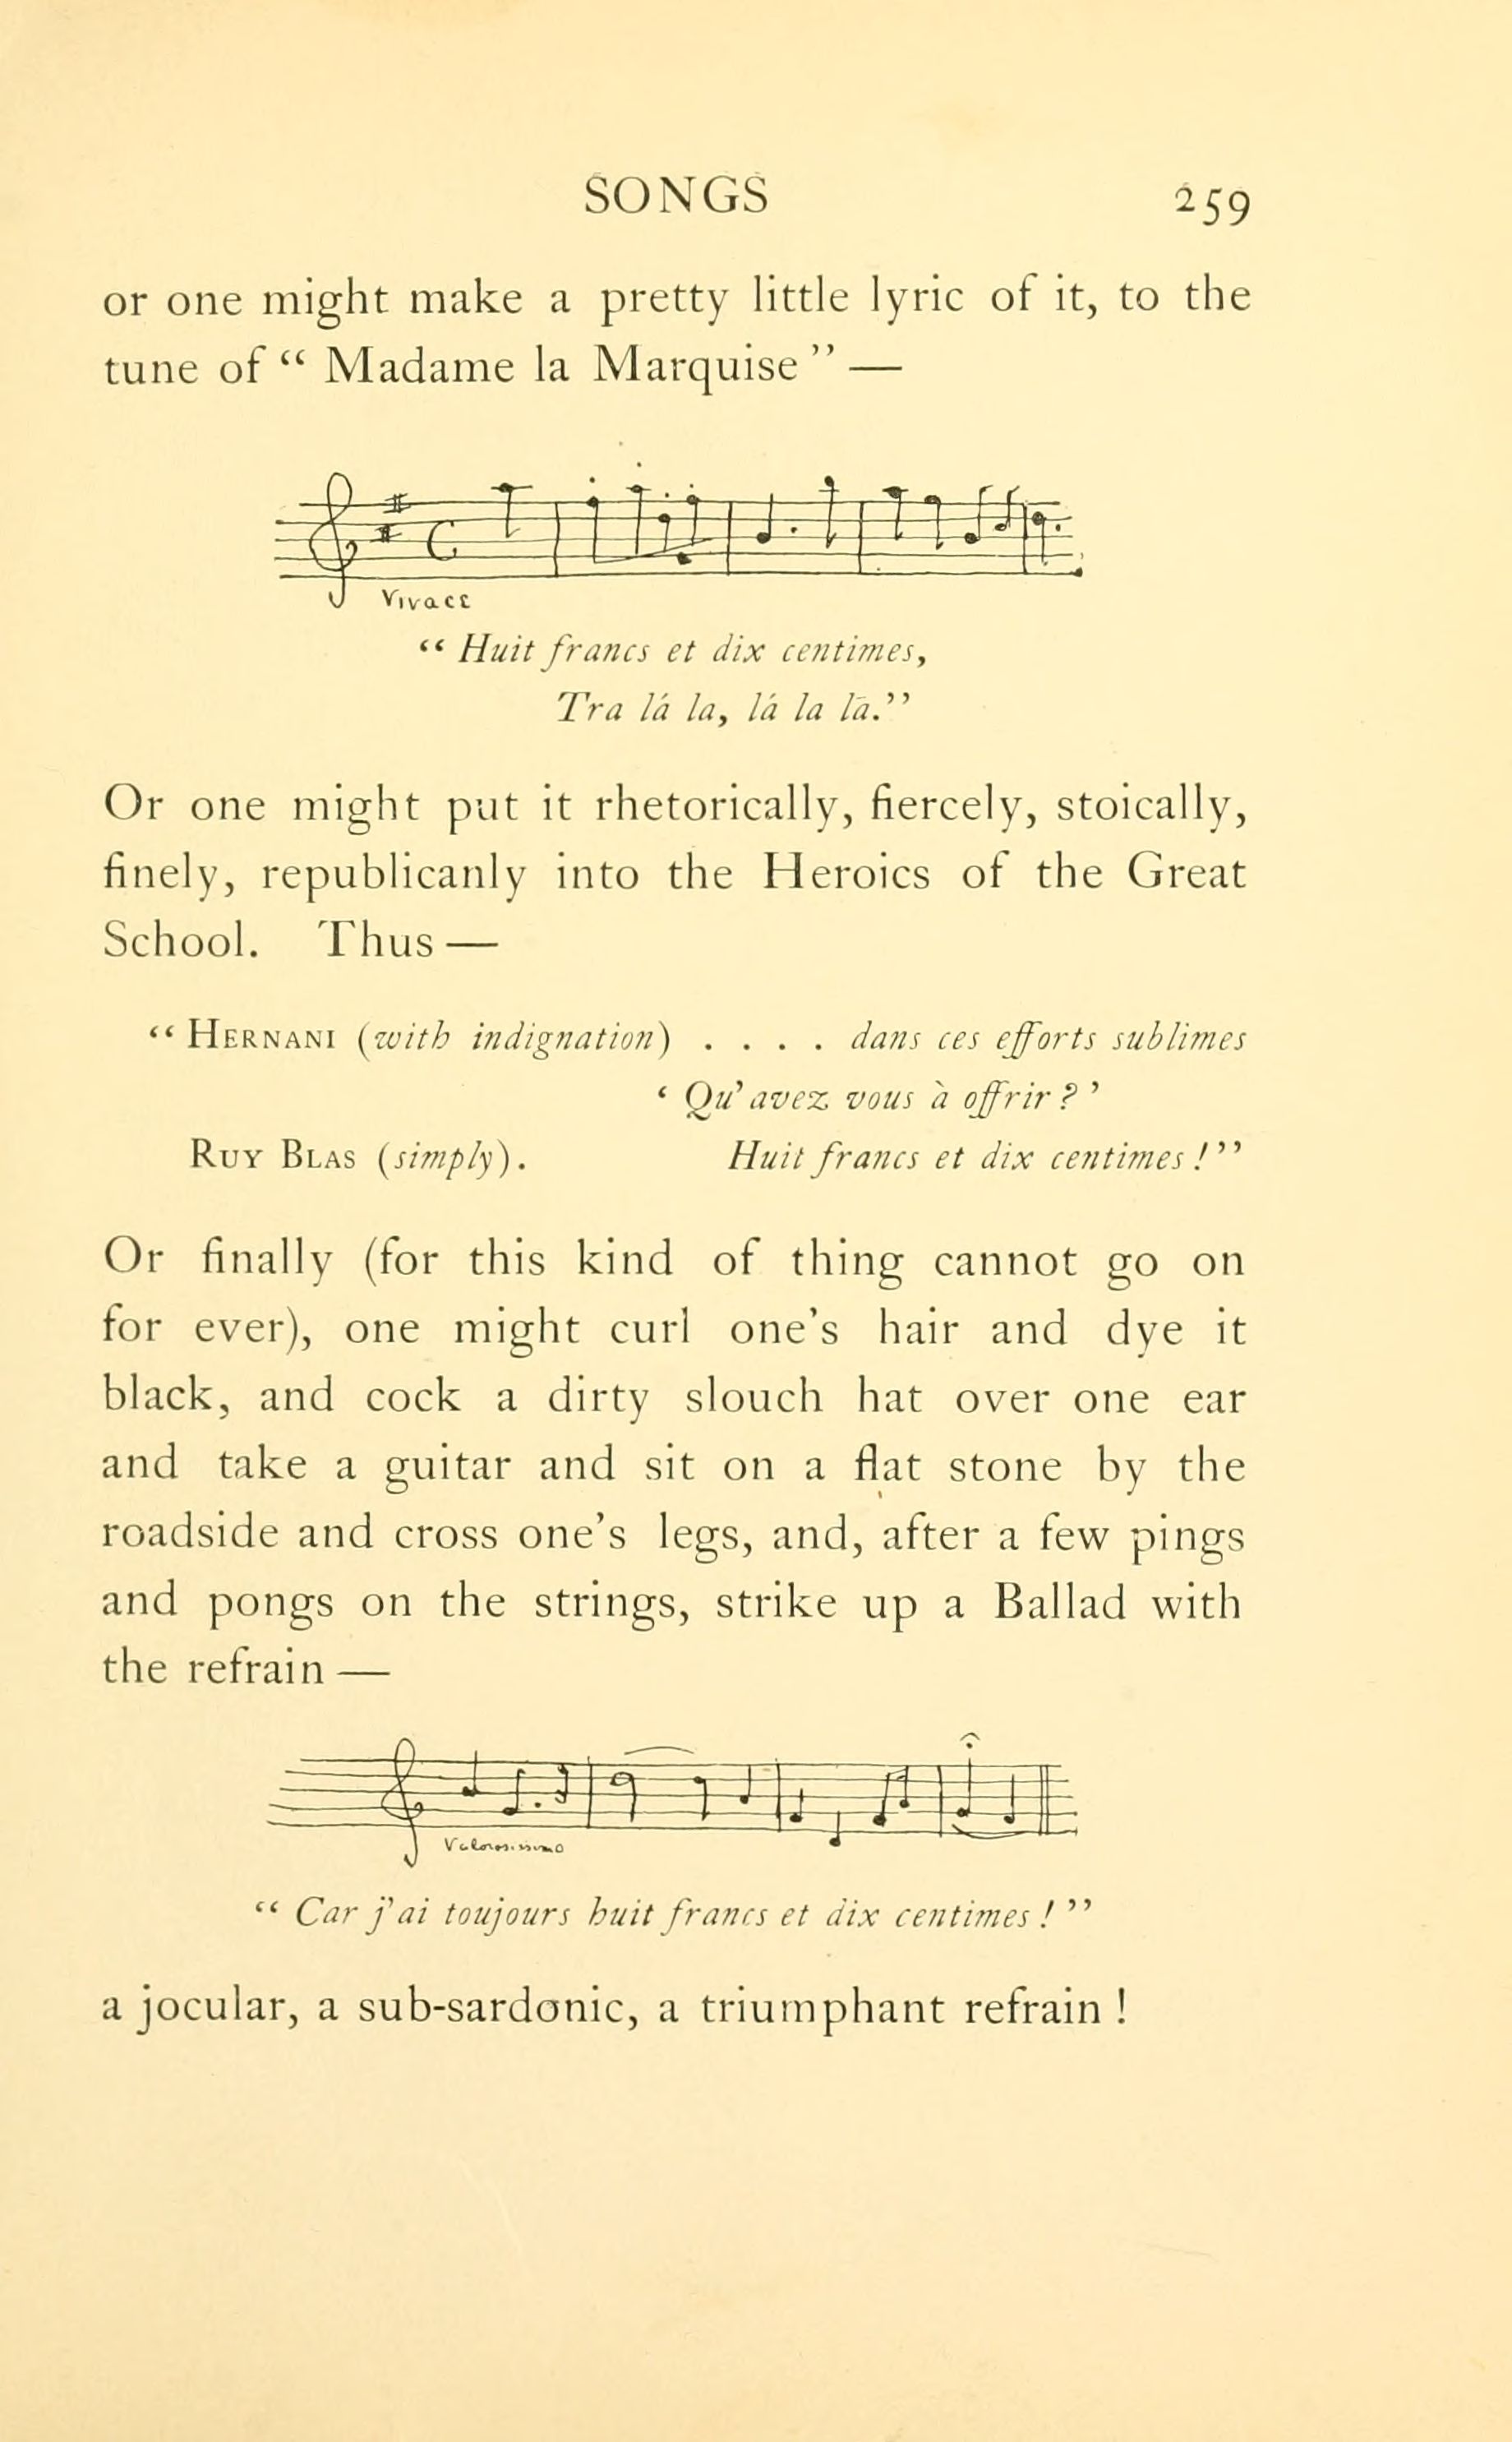 SONGS 259
or one might make a pretty little lyric of it, to the
tune of “ Madame la Marquise ” —
Vivace
“ Huit francs et dix centimes,
Tra lá la, lá la la.”
Or one might put it rhetorically, fiercely, stoically,
finely, republicanly into the Heroics of the Great
School. Thus —
“ HERNANI (with indignation) . . . . dans ces efforts sublimes
‘ Qu’avez vous à offrir ? ’
RUY BLAS (simply). Huit francs et dix centimes ! ”
Or finally (for this kind of thing cannot go on
for ever), one might curl one’s hair and dye it
black, and cock a dirty slouch hat over one ear
and take a guitar and sit on a flat stone by the
roadside and cross one’s legs, and, after a few pings
and pongs on the strings, strike up a Ballad with
the refrain —
Valorosissimo
“ Car j’ai toujours huit francs et dix centimes ! ”
a jocular, a sub-sardonic, a triumphant refrain !